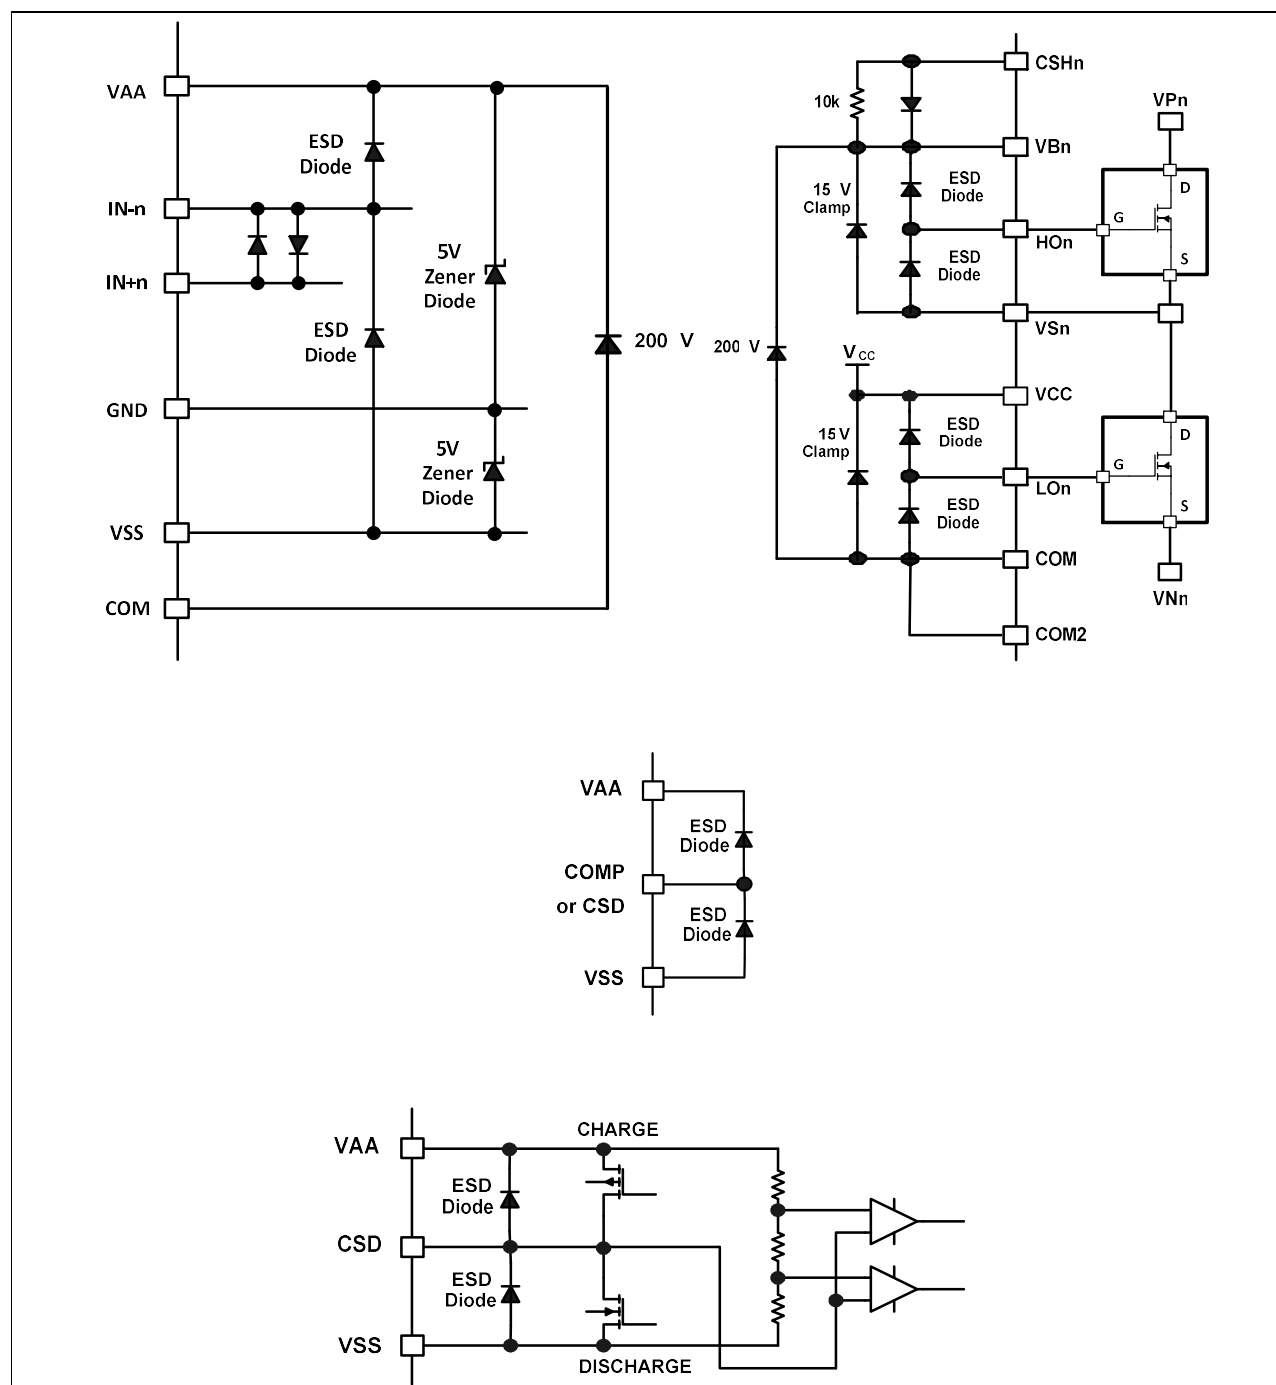 VAA
ESD
Diode
IN-n
IN+n
5V
Zener
Diode
ESD
Diode
200 V
GND
5V
Zener
Diode
VSS
COM
CSHn
10k
VPn
VBn
15 V
Clamp
ESD
Diode
D
G
HOn
ESD
Diode
S
VSn
200 V
VCC
VCC
15 V
Clamp
ESD
Diode
D
G
LOn
ESD
Diode
S
COM
VNn
COM2
VAA
ESD
Diode
COMP
or CSD
ESD
Diode
VSS
CHARGE
VAA
ESD
Diode
CSD
ESD
Diode
VSS
DISCHARGE